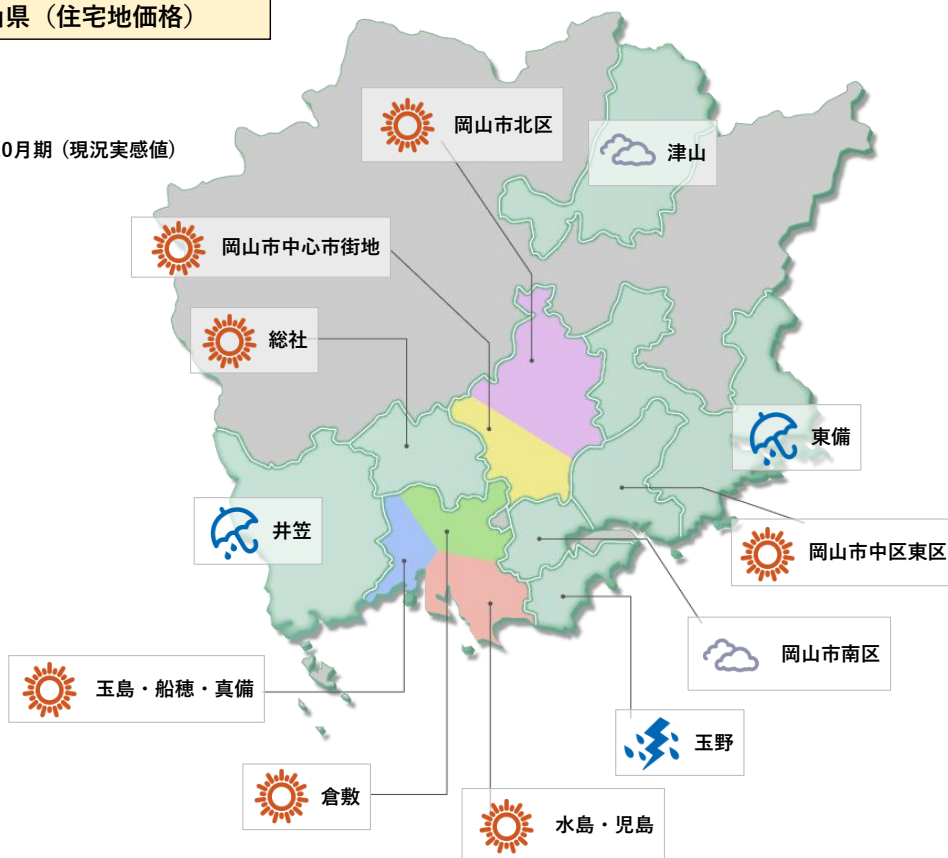 山県（住宅地価格）
0月期（現況実感値）
岡山市北区
津山
岡山市中心市街地
総社
東備
井笠
岡山市中区東区
岡山市南区
玉島・船穂・真備
玉野
倉敷
水島・児島